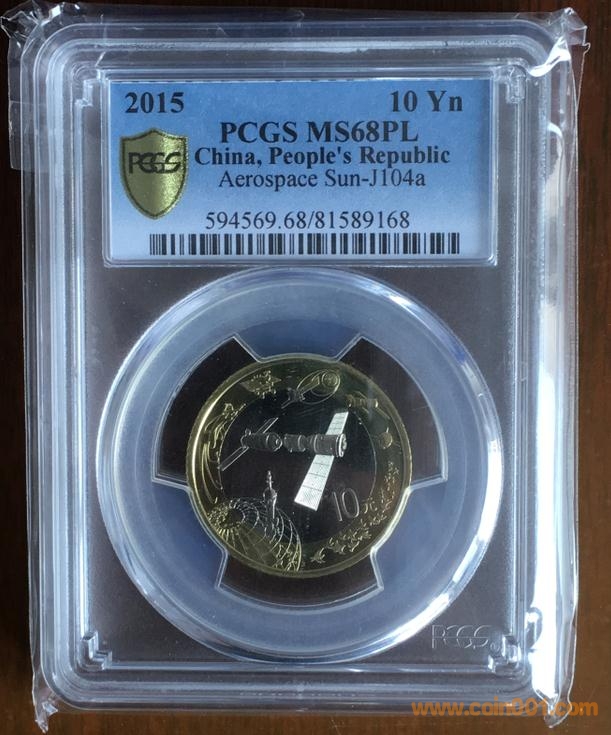 2015 10 Yn
PCGS MS68PL
PCGS
China, People's Republic
Aerospace Sun-J104a
594569.68/81589168
10元
PCGS
www.coin001.com